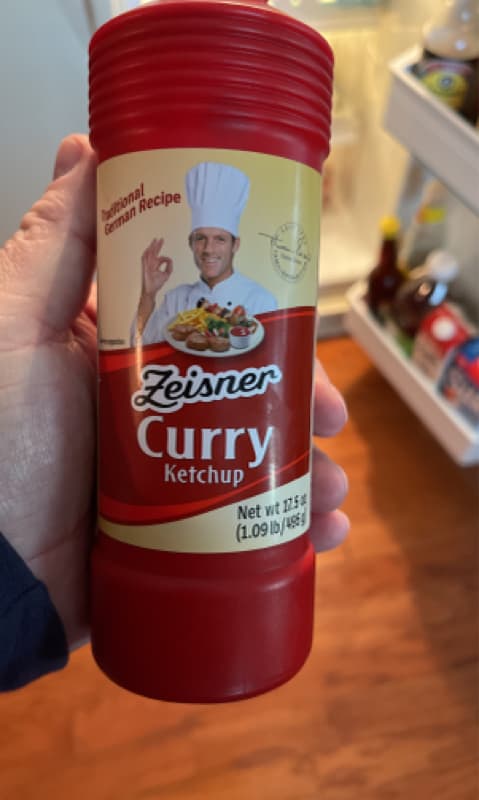 Traditional
German Recipe
Zeisner
Curry
Ketchup
Net wt 17.5 oz
(1.09 lb/496 g)